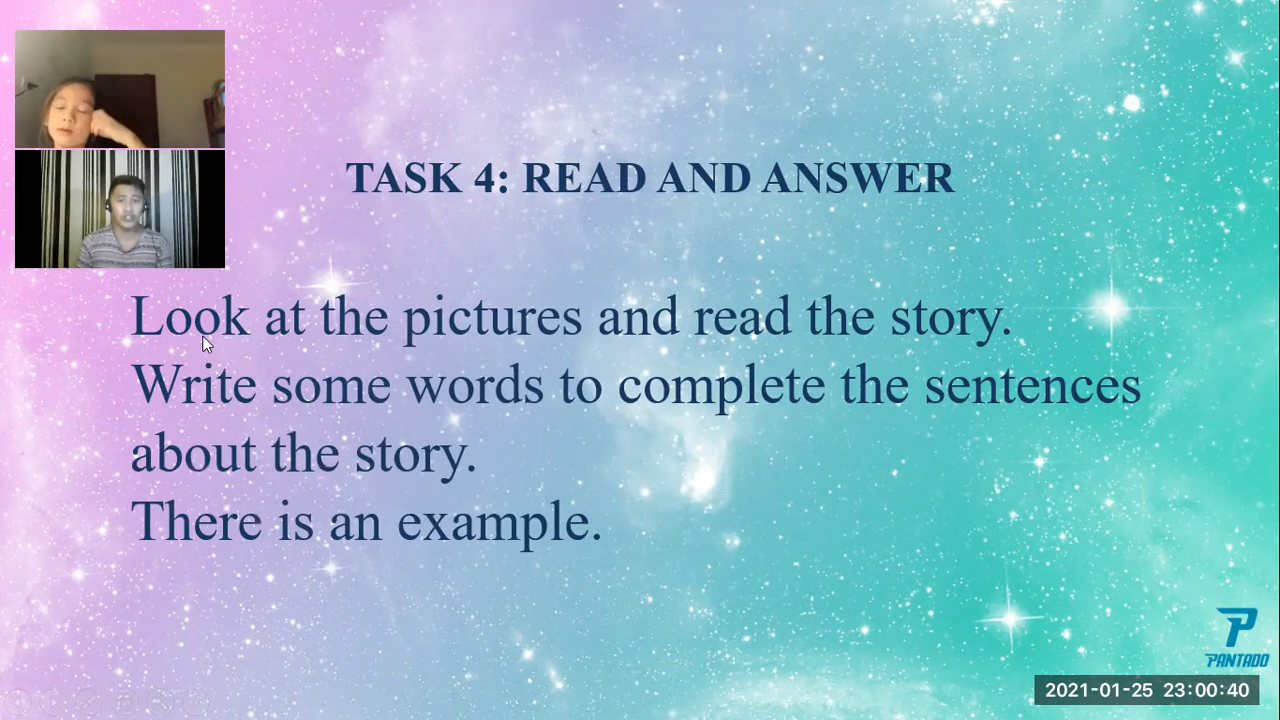 TASK 4: READ AND ANSWER
Look at the pictures and read the story.
Write some words to complete the sentences
about the story.
There is an example.
PANTADO
2021-01-25 23:00:40